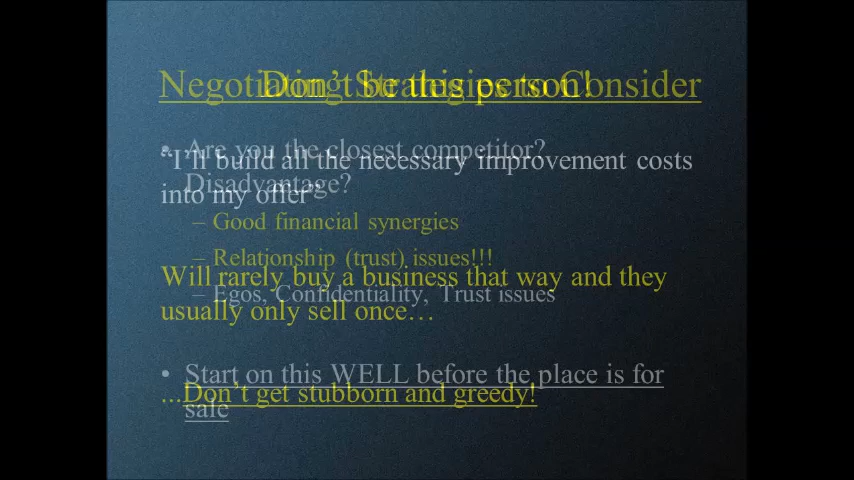 Negotiating Strategies to Consider
Don't be this person!
• Are you the closest competitor?
Disadvantage?
– Good financial synergies
– Relationship (trust) issues!!!
– Egos, Confidentiality, Trust issues
• Start on this WELL before the place is for
sale
“I'll build all the necessary improvement costs
into my offer”
Will rarely buy a business that way and they
usually only sell once…
...Don't get stubborn and greedy!